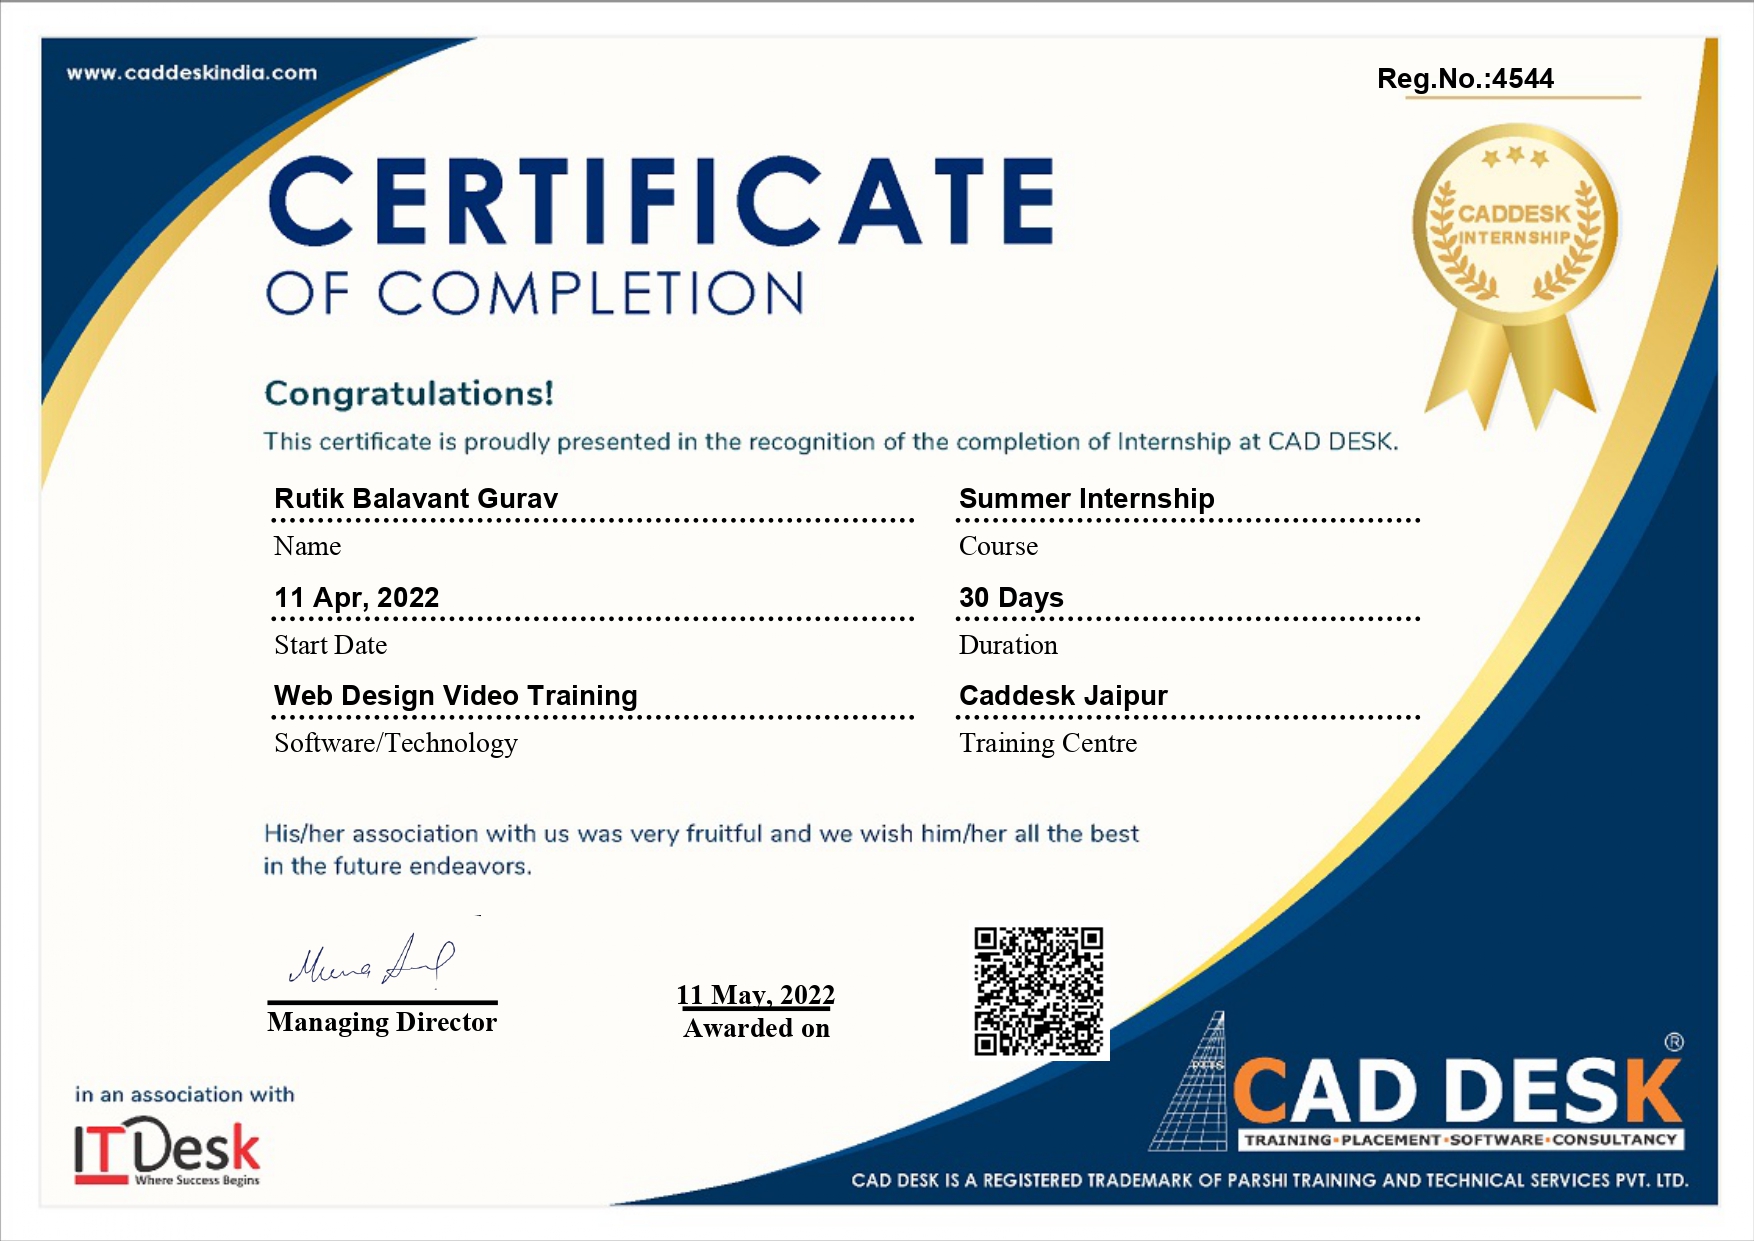 www.caddeskindia.com
Reg.No.:4544
CERTIFICATE
OF COMPLETION
CADDESK
INTERNSHIP
Congratulations!
This certificate is proudly presented in the recognition of the completion of Internship at CAD DESK.
Rutik Balavant Gurav
Summer Internship
Name
Course
11 Apr, 2022
30 Days
Start Date
Duration
Web Design Video Training
Caddesk Jaipur
Software/Technology
Training Centre
His/her association with us was very fruitful and we wish him/her all the best
in the future endeavors.
11 May, 2022
Managing Director
Awarded on
in an association with
ITDesk
Where Success Begins
PTTS
CAD DESK®
TRAINING•PLACEMENT•SOFTWARE•CONSULTANCY
CAD DESK IS A REGISTERED TRADEMARK OF PARSHI TRAINING AND TECHNICAL SERVICES PVT. LTD.